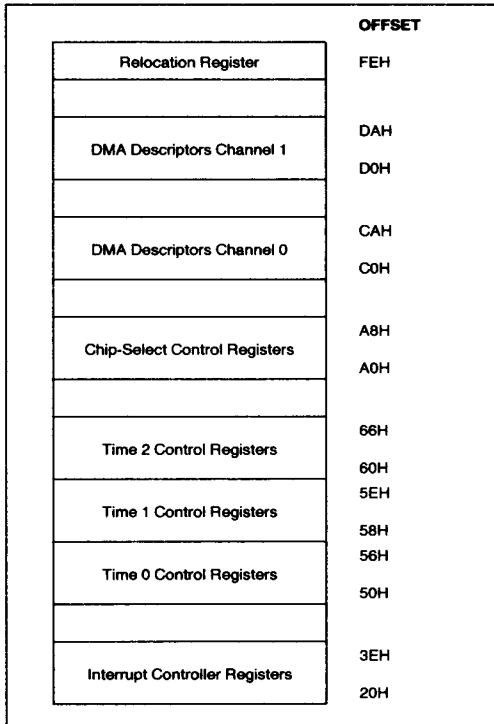 OFFSET
Relocation Register FEH
DAH
DMA Descriptors Channel 1
D0H
CAH
DMA Descriptors Channel 0
C0H
A8H
Chip-Select Control Registers
A0H
66H
Time 2 Control Registers
60H
5EH
Time 1 Control Registers
58H
56H
Time 0 Control Registers
50H
3EH
Interrupt Controller Registers
20H